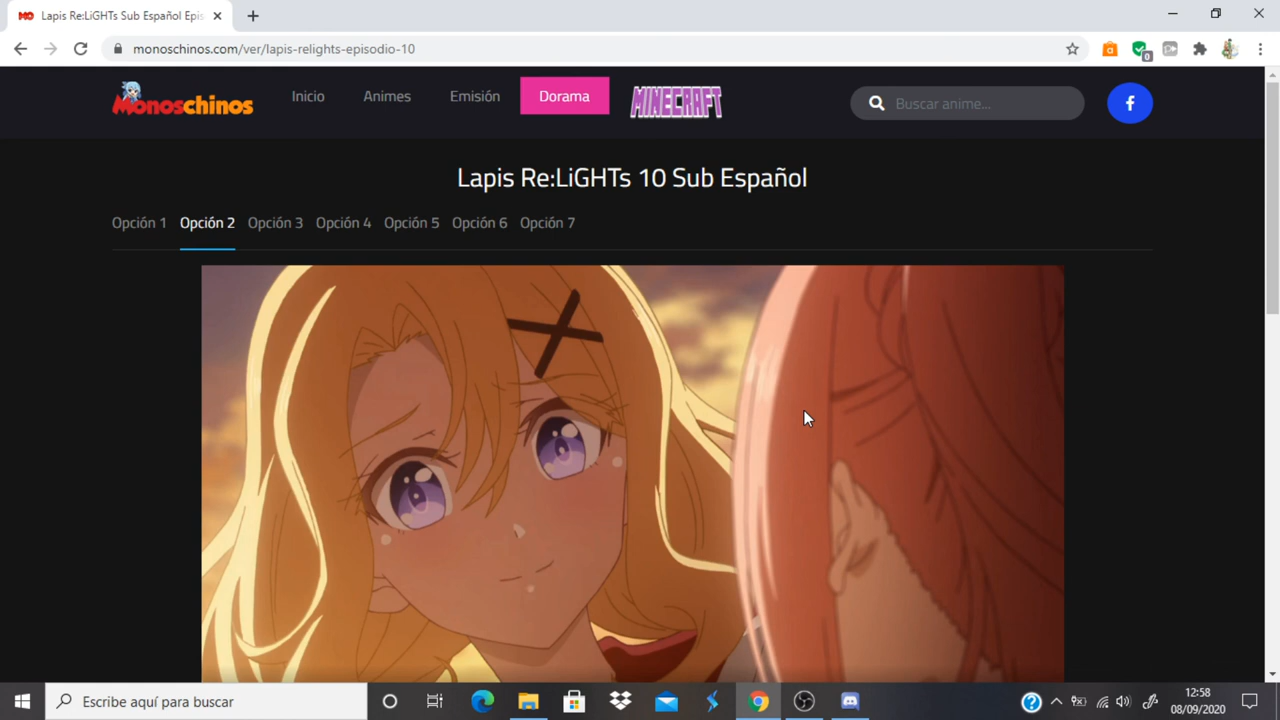 Lapis Re:LiGHTs Sub Español Epis
monoschinos.com/ver/lapis-relights-episodio-10
Monoschinos
Inicio
Animes
Emisión
Dorama
MINECRAFT
Buscar anime...
Lapis Re:LiGHTs 10 Sub Español
Opción 1 Opción 2 Opción 3 Opción 4 Opción 5 Opción 6 Opción 7
Escribe aquí para buscar
12:58
08/09/2020